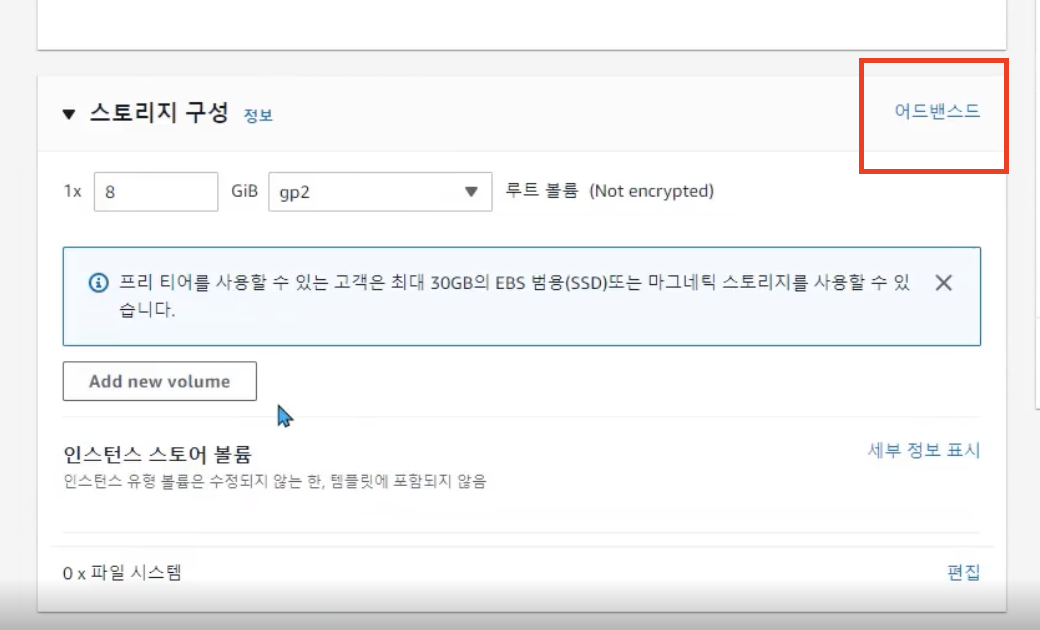 스토리지 구성 정보 어드밴스드
1x 8 GiB gp2 루트 볼륨 (Not encrypted)
프리 티어를 사용할 수 있는 고객은 최대 30GB의 EBS 범용(SSD)또는 마그네틱 스토리지를 사용할 수 있
습니다.
Add new volume
인스턴스 스토어 볼륨 세부 정보 표시
인스턴스 유형 볼륨은 수정되지 않는 한, 템플릿에 포함되지 않음
0 x 파일 시스템 편집